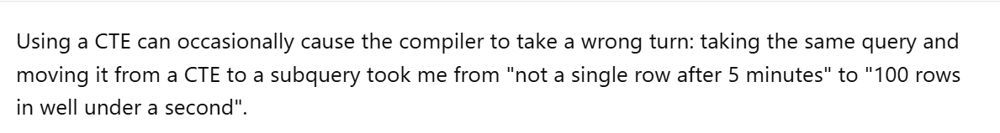 Using a CTE can occasionally cause the compiler to take a wrong turn: taking the same query and
moving it from a CTE to a subquery took me from "not a single row after 5 minutes" to "100 rows
in well under a second".